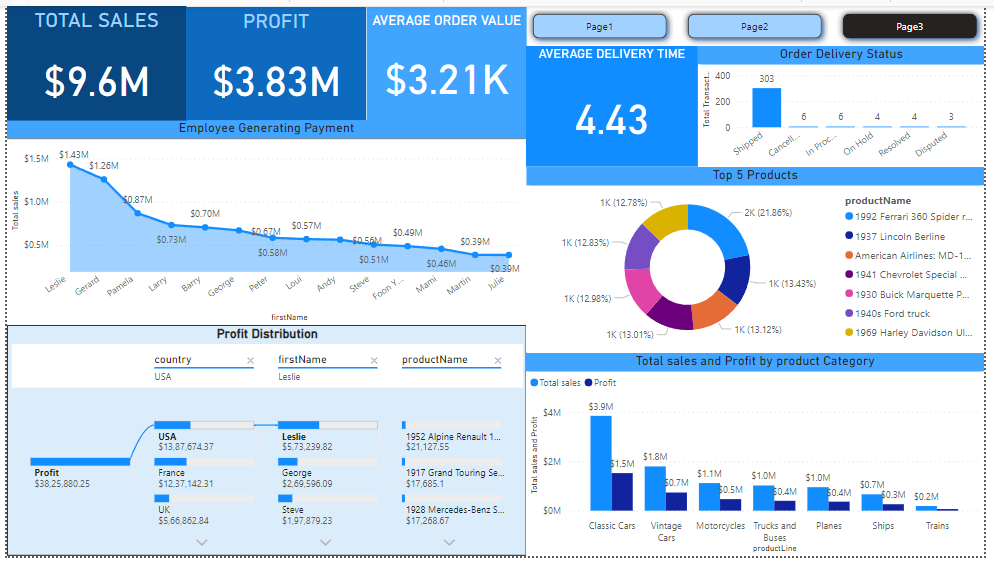 TOTAL SALES
$9.6M
PROFIT
$3.83M
AVERAGE ORDER VALUE
$3.21K
Page1
Page2
Page3
AVERAGE DELIVERY TIME
4.43
Order Delivery Status
Total Transact...
400
200
0
303
6
6
4
4
3
Shipped
Cancell...
In Proc...
On Hold
Resolved
Disputed
Employee Generating Payment
Total sales
$1.5M
$1.0M
$0.5M
$1.43M
$1.26M
$0.87M
$0.73M
$0.70M
$0.67M
$0.58M
$0.57M
$0.56M
$0.51M
$0.49M
$0.46M
$0.39M
$0.39M
Leslie
Gerard
Pamela
Larry
Barry
George
Peter
Loui
Andy
Steve
Foon Y...
Mami
Martin
Julie
firstName
Top 5 Products
2K (21.86%)
1K (13.43%)
1K (13.12%)
1K (13.01%)
1K (12.98%)
1K (12.83%)
1K (12.78%)
productName
1992 Ferrari 360 Spider r...
1937 Lincoln Berline
American Airlines: MD-1...
1941 Chevrolet Special ...
1930 Buick Marquette P...
1940s Ford truck
1969 Harley Davidson Ul...
Profit Distribution
country
USA
firstName
Leslie
productName
Profit
$38,25,880.25
USA
$13,87,674.37
France
$12,37,142.31
UK
$5,66,862.84
Leslie
$5,73,239.82
George
$2,69,596.09
Steve
$1,97,879.23
1952 Alpine Renault 1...
$21,127.55
1917 Grand Touring Se...
$17,685.1
1928 Mercedes-Benz S...
$17,268.67
Total sales and Profit by product Category
Total sales
Profit
Total sales and Profit
$4M
$2M
$0M
$3.9M
$1.5M
$1.8M
$0.7M
$1.1M
$0.5M
$1.0M
$0.4M
$1.0M
$0.4M
$0.7M
$0.3M
$0.2M
Classic Cars
Vintage
Cars
Motorcycles
Trucks and
Buses
Planes
Ships
Trains
productLine